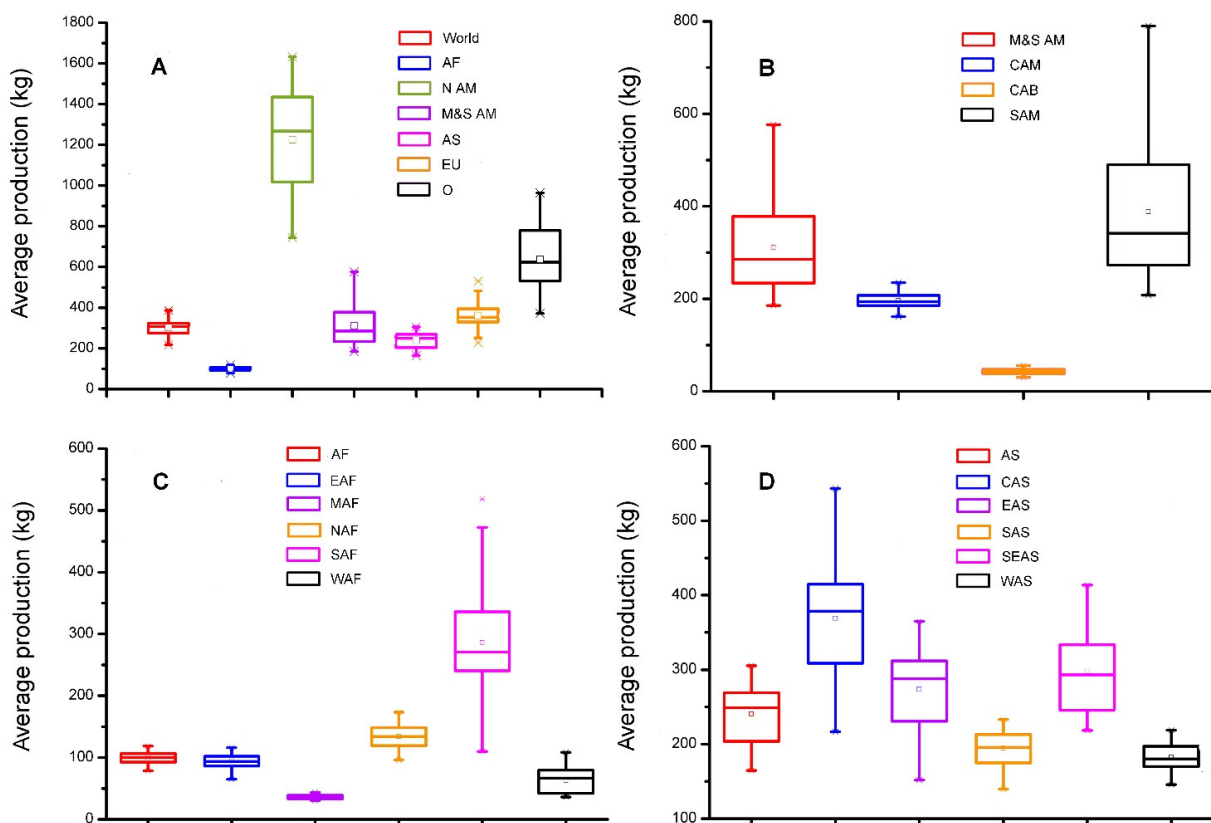 A
Average production (kg)
1800
1600
1400
1200
1000
800
600
400
200
0
World
AF
N AM
M&S AM
AS
EU
O
B
Average production (kg)
800
600
400
200
0
M&S AM
CAM
CAB
SAM
C
Average production (kg)
600
500
400
300
200
100
0
AF
EAF
MAF
NAF
SAF
WAF
D
Average production (kg)
600
500
400
300
200
100
AS
CAS
EAS
SAS
SEAS
WAS